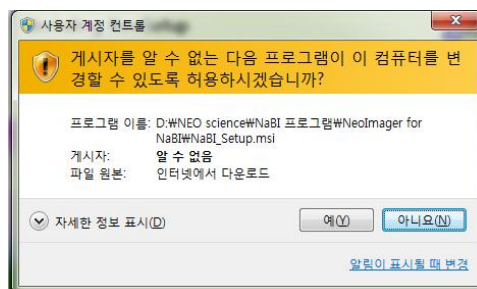 사용자 계정 컨트롤
게시자를 알 수 없는 다음 프로그램이 이 컴퓨터를 변
경할 수 있도록 허용하시겠습니까?
프로그램 이름: D:₩NEO science₩NaBI 프로그램₩NeoImager for
NaBI₩NaBI_Setup.msi
게시자: 알 수 없음
파일 원본: 인터넷에서 다운로드
자세한 정보 표시(D) 예(Y) 아니요(N)
알림이 표시될 때 변경